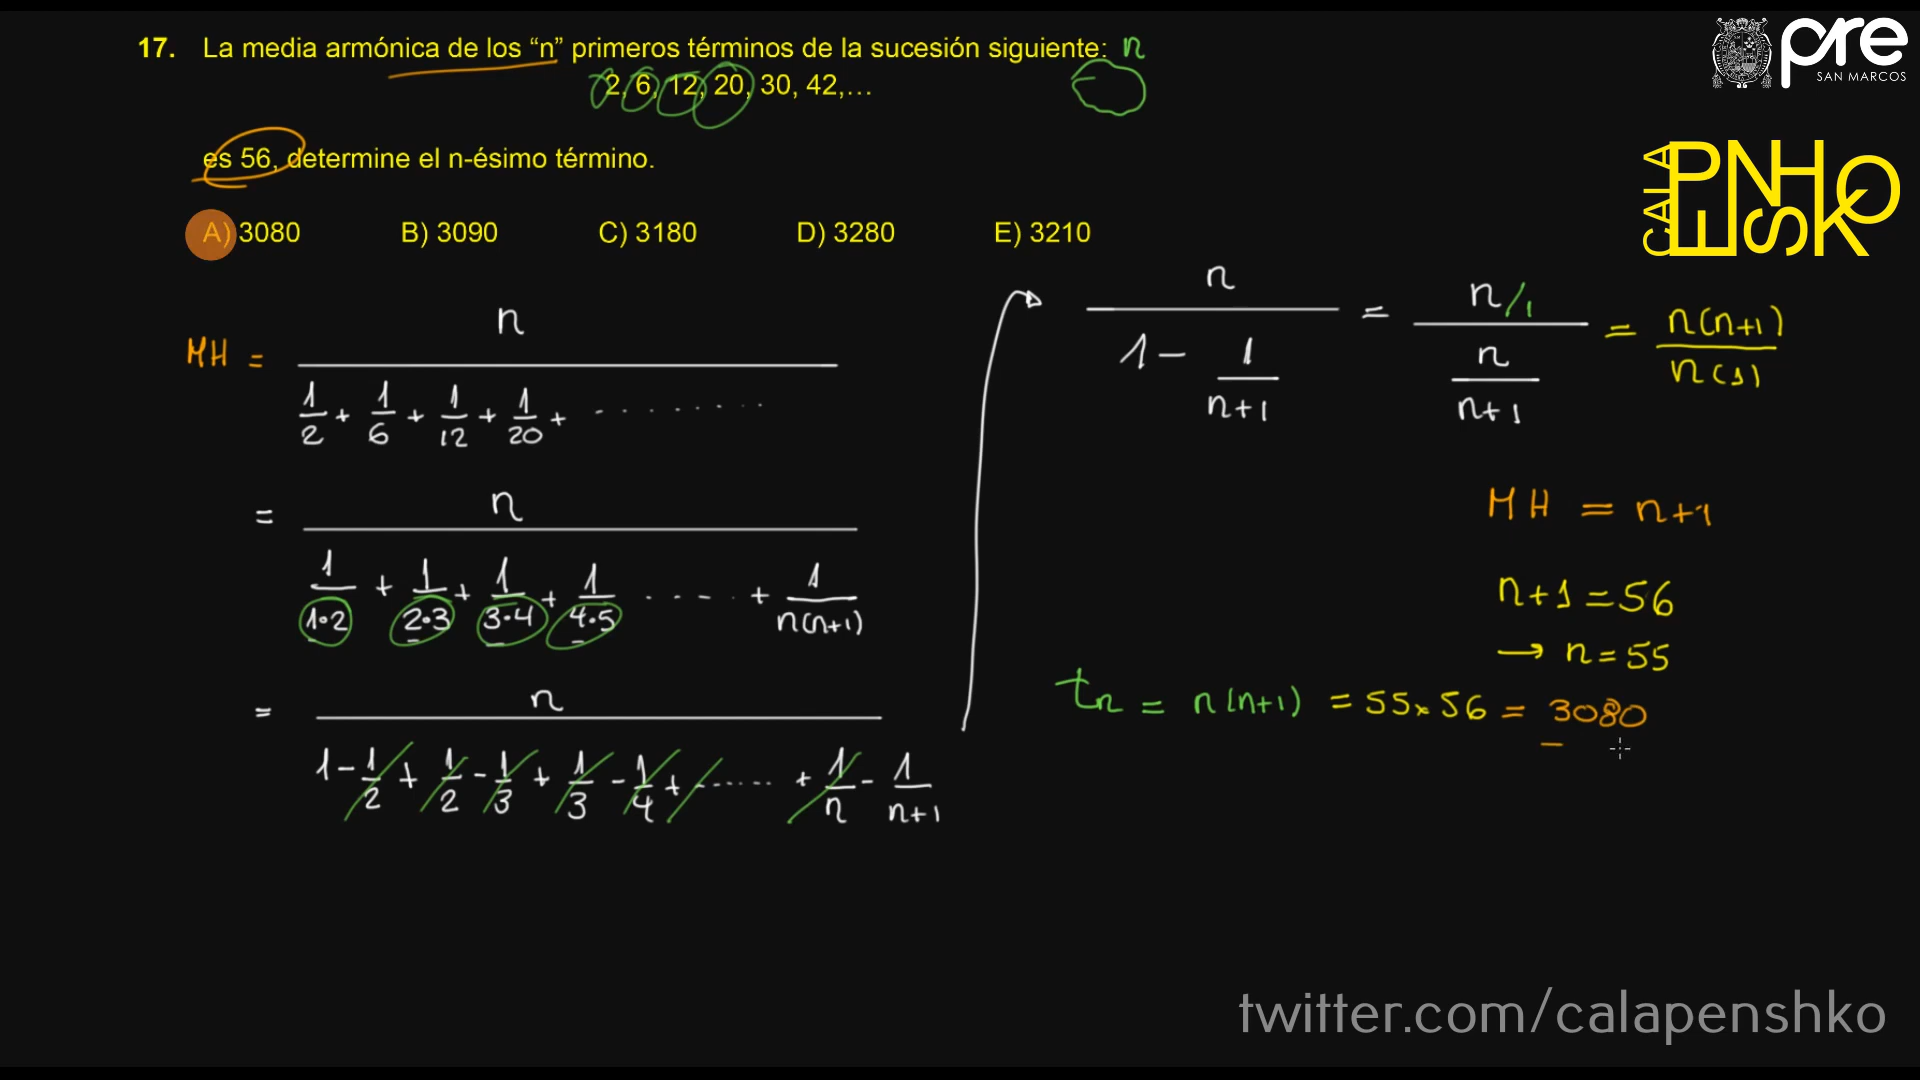 17. La media armónica de los “n” primeros términos de la sucesión siguiente: n
2, 6, 12, 20, 30, 42,…
es 56, determine el n-ésimo término.
A) 3080 B) 3090 C) 3180 D) 3280 E) 3210
pre
SAN MARCOS
CALA
PENSHKO
MH = n / (1/2 + 1/6 + 1/12 + 1/20 + ........)
= n / (1/1·2 + 1/2·3 + 1/3·4 + 1/4·5 ..... + 1/n(n+1))
= n / (1 - 1/2 + 1/2 - 1/3 + 1/3 - 1/4 + ...... + 1/n - 1/n+1)
n / (1 - 1/n+1) = n/1 / (n/n+1) = n(n+1) / n(1)
MH = n+1
n+1 = 56
→ n = 55
tn = n(n+1) = 55×56 = 3080
twitter.com/calapenshko